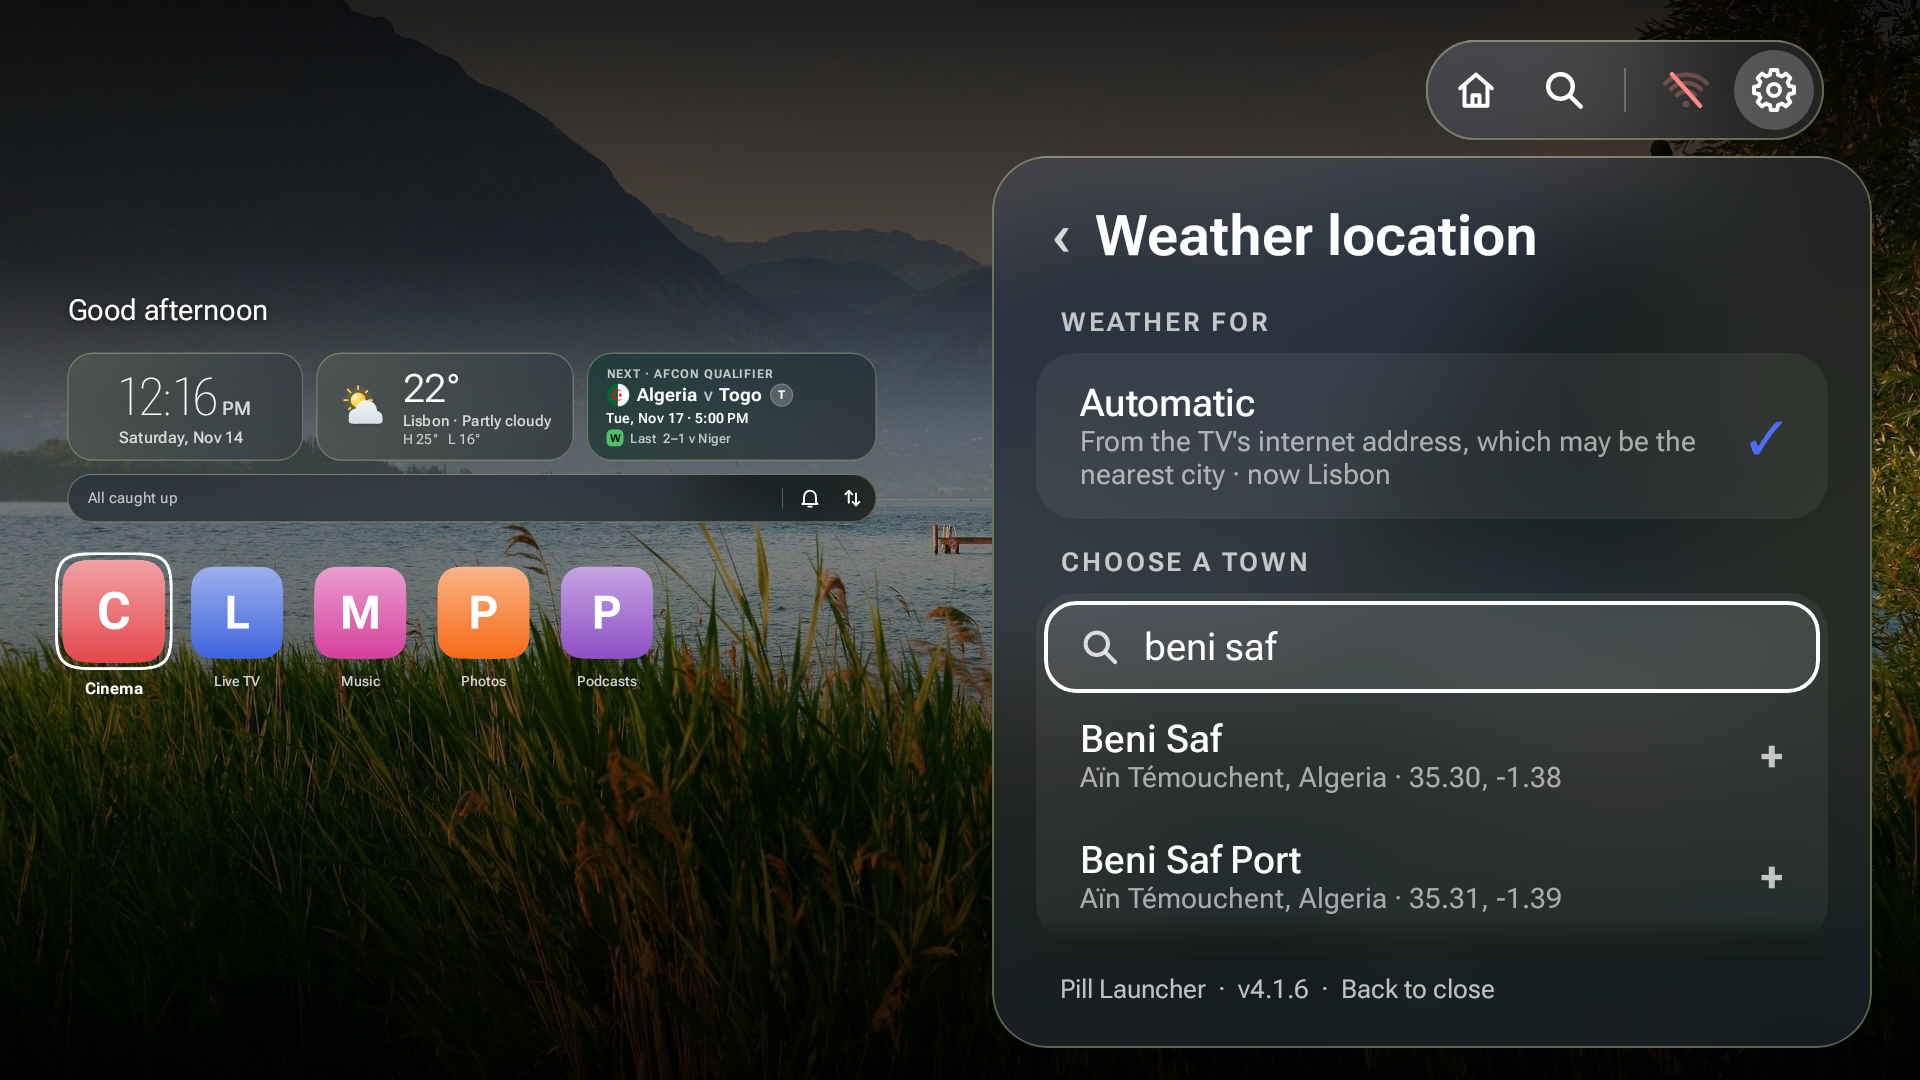 Good afternoon
12:16 PM
Saturday, Nov 14
22°
Lisbon · Partly cloudy
H 25° L 16°
NEXT · AFCON QUALIFIER
Algeria v Togo T
Tue, Nov 17 · 5:00 PM
W Last 2–1 v Niger
All caught up
C
L
M
P
P
Cinema
Live TV
Music
Photos
Podcasts
Weather location
WEATHER FOR
Automatic
From the TV's internet address, which may be the
nearest city · now Lisbon
CHOOSE A TOWN
beni saf
Beni Saf
Aïn Témouchent, Algeria · 35.30, -1.38
Beni Saf Port
Aïn Témouchent, Algeria · 35.31, -1.39
Pill Launcher · v4.1.6 · Back to close